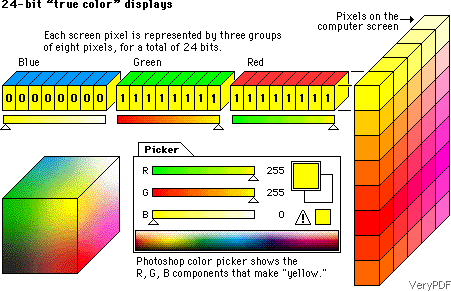 24-bit “true color” displays
Pixels on the
computer screen
Each screen pixel is represented by three groups
of eight pixels, for a total of 24 bits.
Blue Green Red
0 0 0 0 0 0 0 0 1 1 1 1 1 1 1 1 1 1 1 1 1 1 1 1
Picker
R 255
G 255
B 0
Photoshop color picker shows the
R, G, B components that make "yellow."
VeryPDF